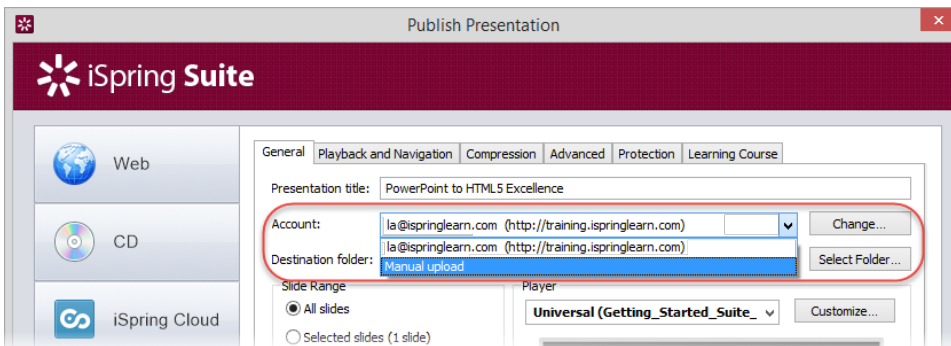 Publish Presentation
iSpring Suite
Web
CD
iSpring Cloud
General Playback and Navigation Compression Advanced Protection Learning Course
Presentation title: PowerPoint to HTML5 Excellence
Account: la@ispringlearn.com (http://training.ispringlearn.com) Change...
la@ispringlearn.com (http://training.ispringlearn.com)
Destination folder: Manual upload Select Folder...
Slide Range Player
All slides Universal (Getting_Started_Suite_ Customize...
Selected slides (1 slide)